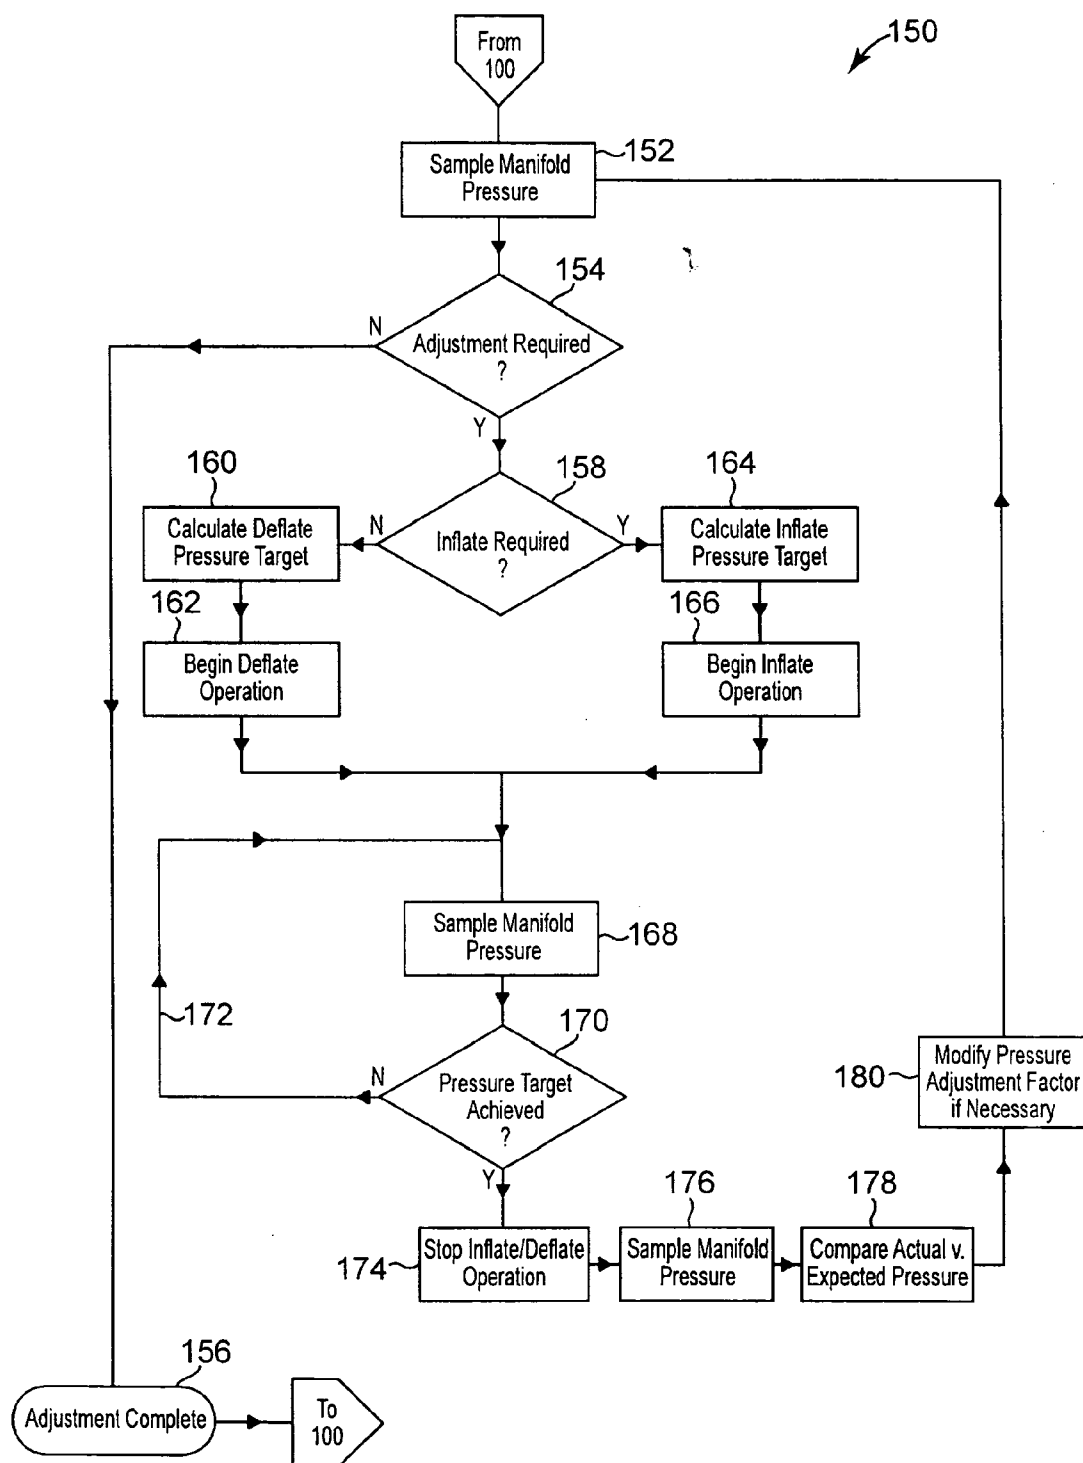 From
100
150
Sample Manifold
Pressure
152
154
N
Adjustment Required
?
Y
160
158
164
Calculate Deflate
Pressure Target
N
Inflate Required
?
Y
Calculate Inflate
Pressure Target
162
166
Begin Deflate
Operation
Begin Inflate
Operation
Sample Manifold
Pressure
168
172
170
N
Pressure Target
Achieved
?
Y
180
Modify Pressure
Adjustment Factor
if Necessary
176
178
174
Stop Inflate/Deflate
Operation
Sample Manifold
Pressure
Compare Actual v.
Expected Pressure
156
Adjustment Complete
To
100